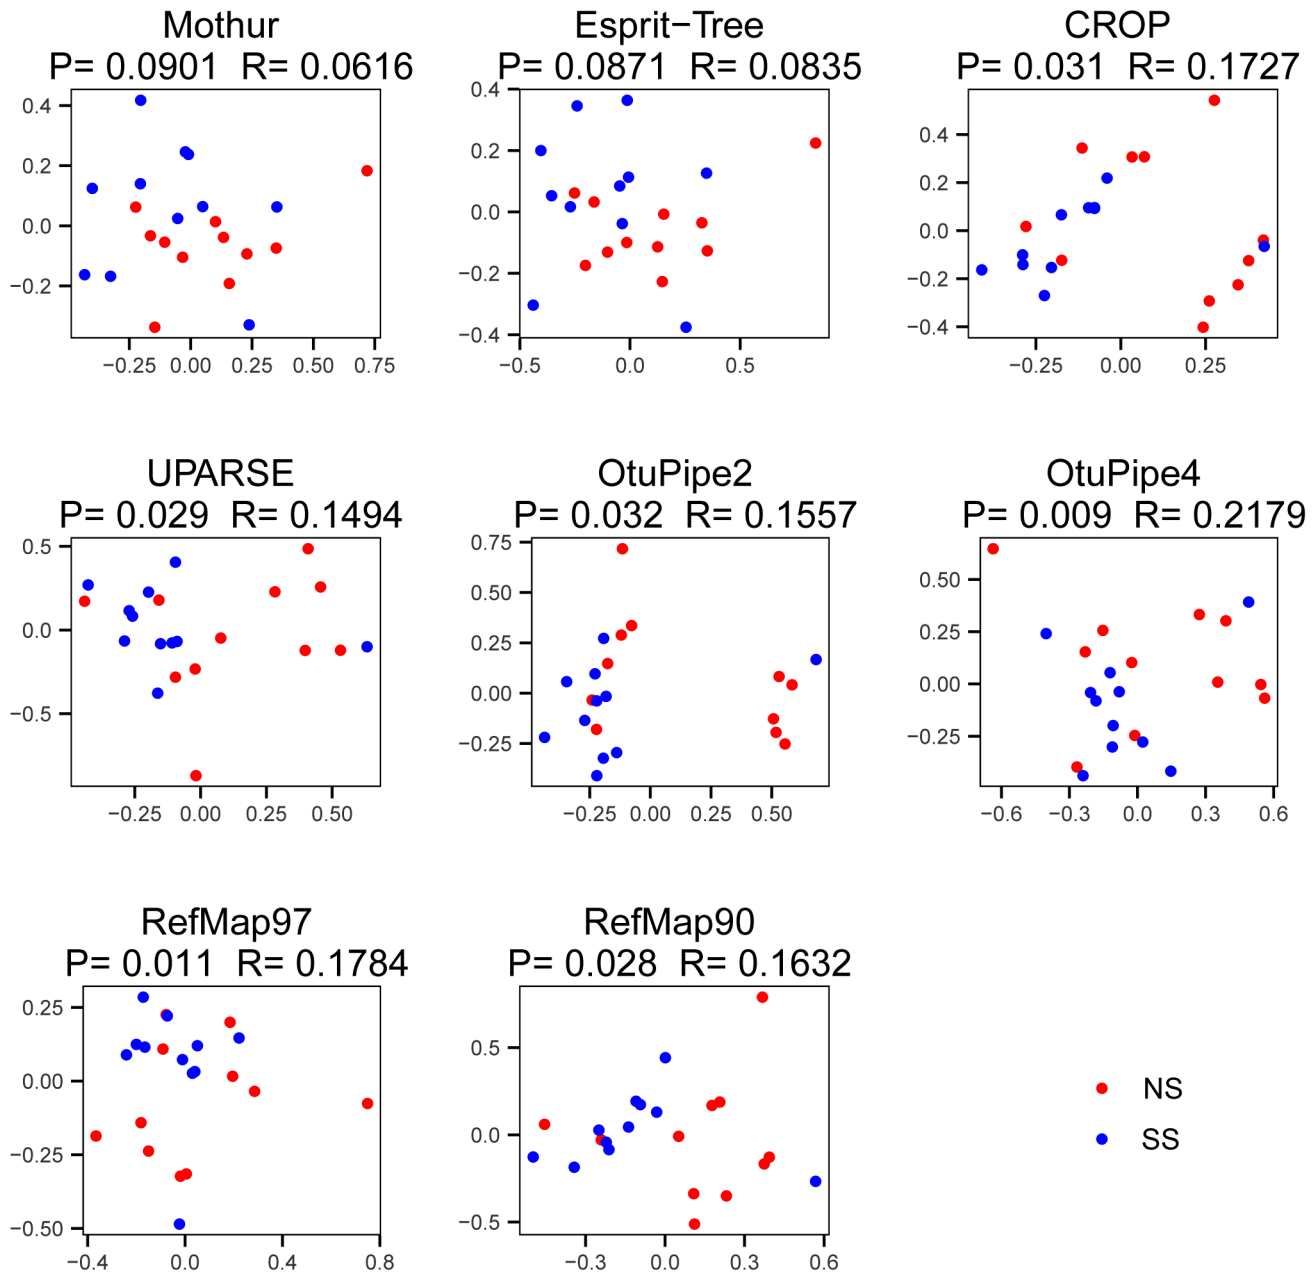 Mothur
P= 0.0901 R= 0.0616
0.4
0.2
0.0
−0.2
−0.25 0.00 0.25 0.50 0.75
Esprit−Tree
P= 0.0871 R= 0.0835
0.4
0.2
0.0
−0.2
−0.4
−0.5 0.0 0.5
CROP
P= 0.031 R= 0.1727
0.4
0.2
0.0
−0.2
−0.4
−0.25 0.00 0.25
UPARSE
P= 0.029 R= 0.1494
0.5
0.0
−0.5
−0.25 0.00 0.25 0.50
OtuPipe2
P= 0.032 R= 0.1557
0.75
0.50
0.25
0.00
−0.25
−0.25 0.00 0.25 0.50
OtuPipe4
P= 0.009 R= 0.2179
0.50
0.25
0.00
−0.25
−0.6 −0.3 0.0 0.3 0.6
RefMap97
P= 0.011 R= 0.1784
0.25
0.00
−0.25
−0.50
−0.4 0.0 0.4 0.8
RefMap90
P= 0.028 R= 0.1632
0.5
0.0
−0.5
−0.3 0.0 0.3 0.6
NS
SS